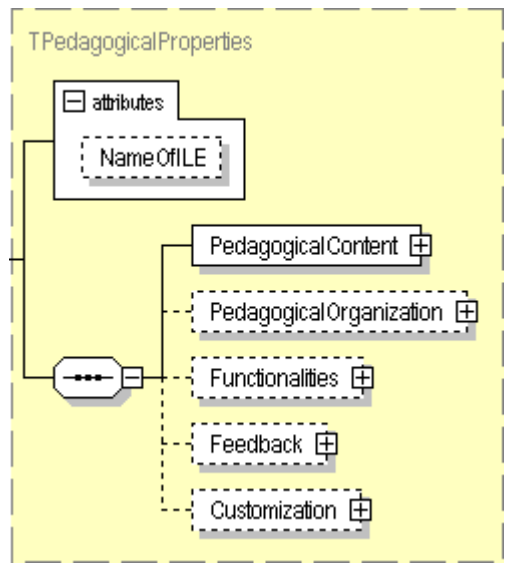 TPedagogicalProperties
attributes
NameOfILE
PedagogicalContent
PedagogicalOrganization
Functionalities
Feedback
Customization